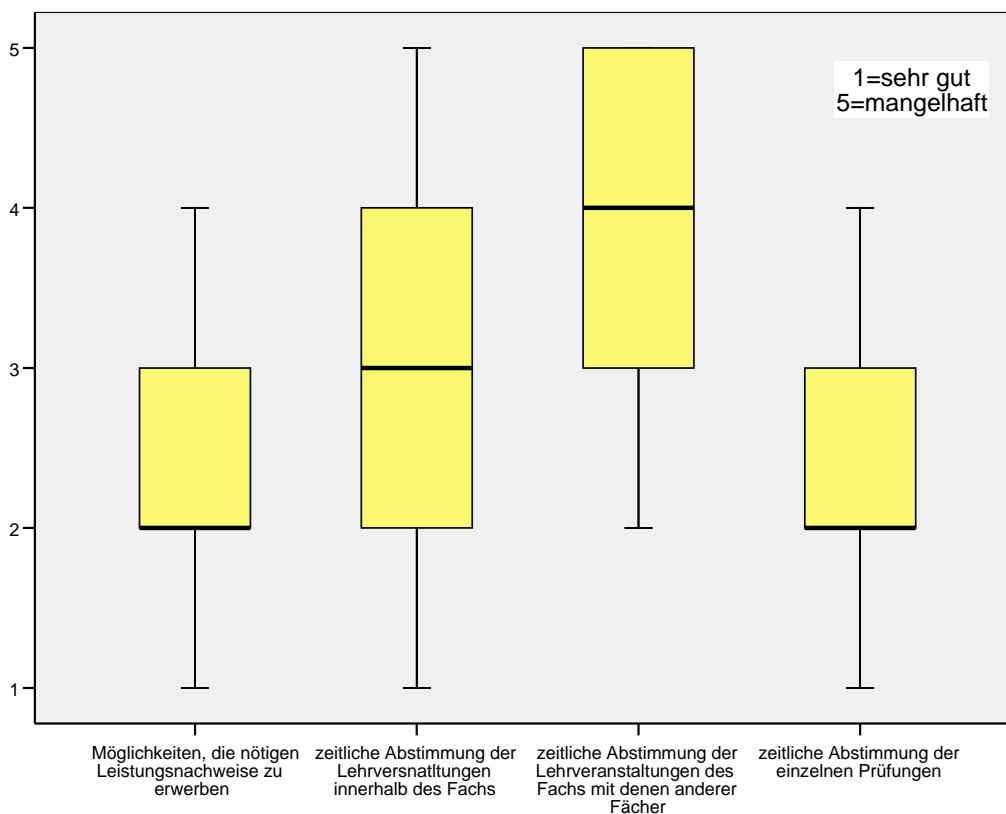 5
1=sehr gut
5=mangelhaft
4
3
2
1
Möglichkeiten, die nötigen
Leistungsnachweise zu
erwerben
zeitliche Abstimmung der
Lehrversnatltungen
innerhalb des Fachs
zeitliche Abstimmung der
Lehrveranstaltungen des
Fachs mit denen anderer
Fächer
zeitliche Abstimmung der
einzelnen Prüfungen